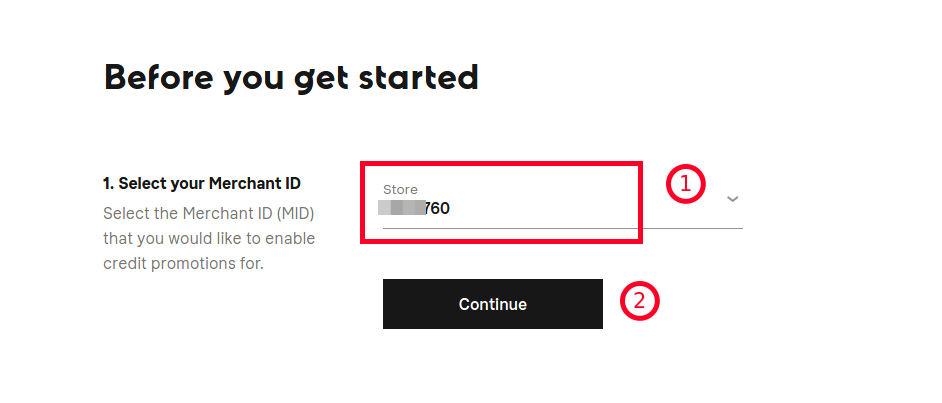 Before you get started
1. Select your Merchant ID
Select the Merchant ID (MID)
that you would like to enable
credit promotions for.
Store
760
1
Continue
2